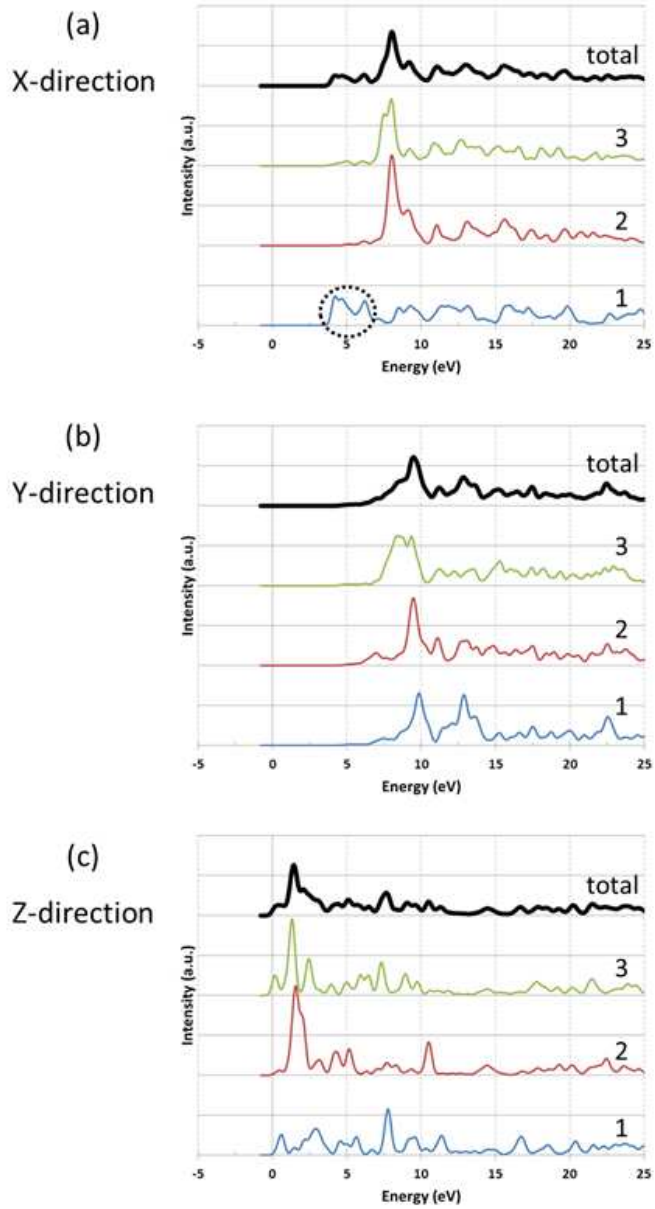 (a)
X-direction
Intensity (a.u.)
total
3
2
1
-5 0 5 10 15 20 25
Energy (eV)
(b)
Y-direction
Intensity (a.u.)
total
3
2
1
-5 0 5 10 15 20 25
Energy (eV)
(c)
Z-direction
Intensity (a.u.)
total
3
2
1
-5 0 5 10 15 20 25
Energy (eV)